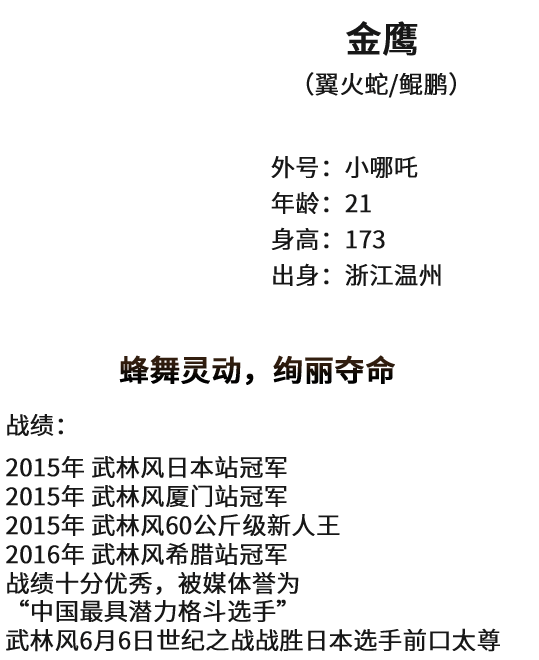 金鹰
（翼火蛇/鲲鹏）
外号：小哪吒
年龄：21
身高：173
出身：浙江温州
蜂舞灵动，绚丽夺命
战绩：
2015年 武林风日本站冠军
2015年 武林风厦门站冠军
2015年 武林风60公斤级新人王
2016年 武林风希腊站冠军
战绩十分优秀，被媒体誉为
“中国最具潜力格斗选手”
武林风6月6日世纪之战战胜日本选手前口太尊